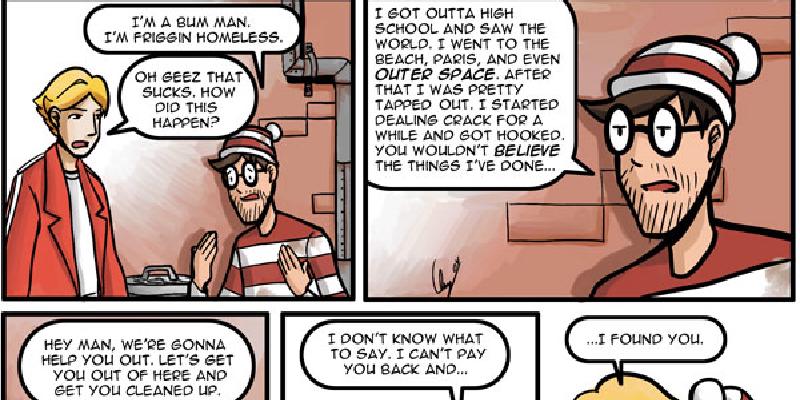 I'M A BUM MAN.
I'M FRIGGIN HOMELESS.
OH GEEZ THAT
SUCKS. HOW
DID THIS
HAPPEN?
I GOT OUTTA HIGH
SCHOOL AND SAW THE
WORLD. I WENT TO THE
BEACH, PARIS, AND EVEN
OUTER SPACE. AFTER
THAT I WAS PRETTY
TAPPED OUT. I STARTED
DEALING CRACK FOR A
WHILE AND GOT HOOKED.
YOU WOULDN'T BELIEVE
THE THINGS I'VE DONE...
HEY MAN, WE'RE GONNA
HELP YOU OUT. LET'S GET
YOU OUT OF HERE AND
GET YOU CLEANED UP.
I DON'T KNOW WHAT
TO SAY. I CAN'T PAY
YOU BACK AND...
...I FOUND YOU.